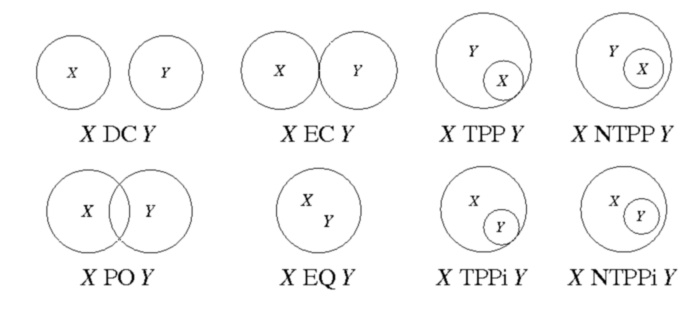 X Y X Y Y X Y X
X DC Y X EC Y X TPP Y X NTPP Y
X Y X Y X Y X Y
X PO Y X EQ Y X TPPi Y X NTPPi Y